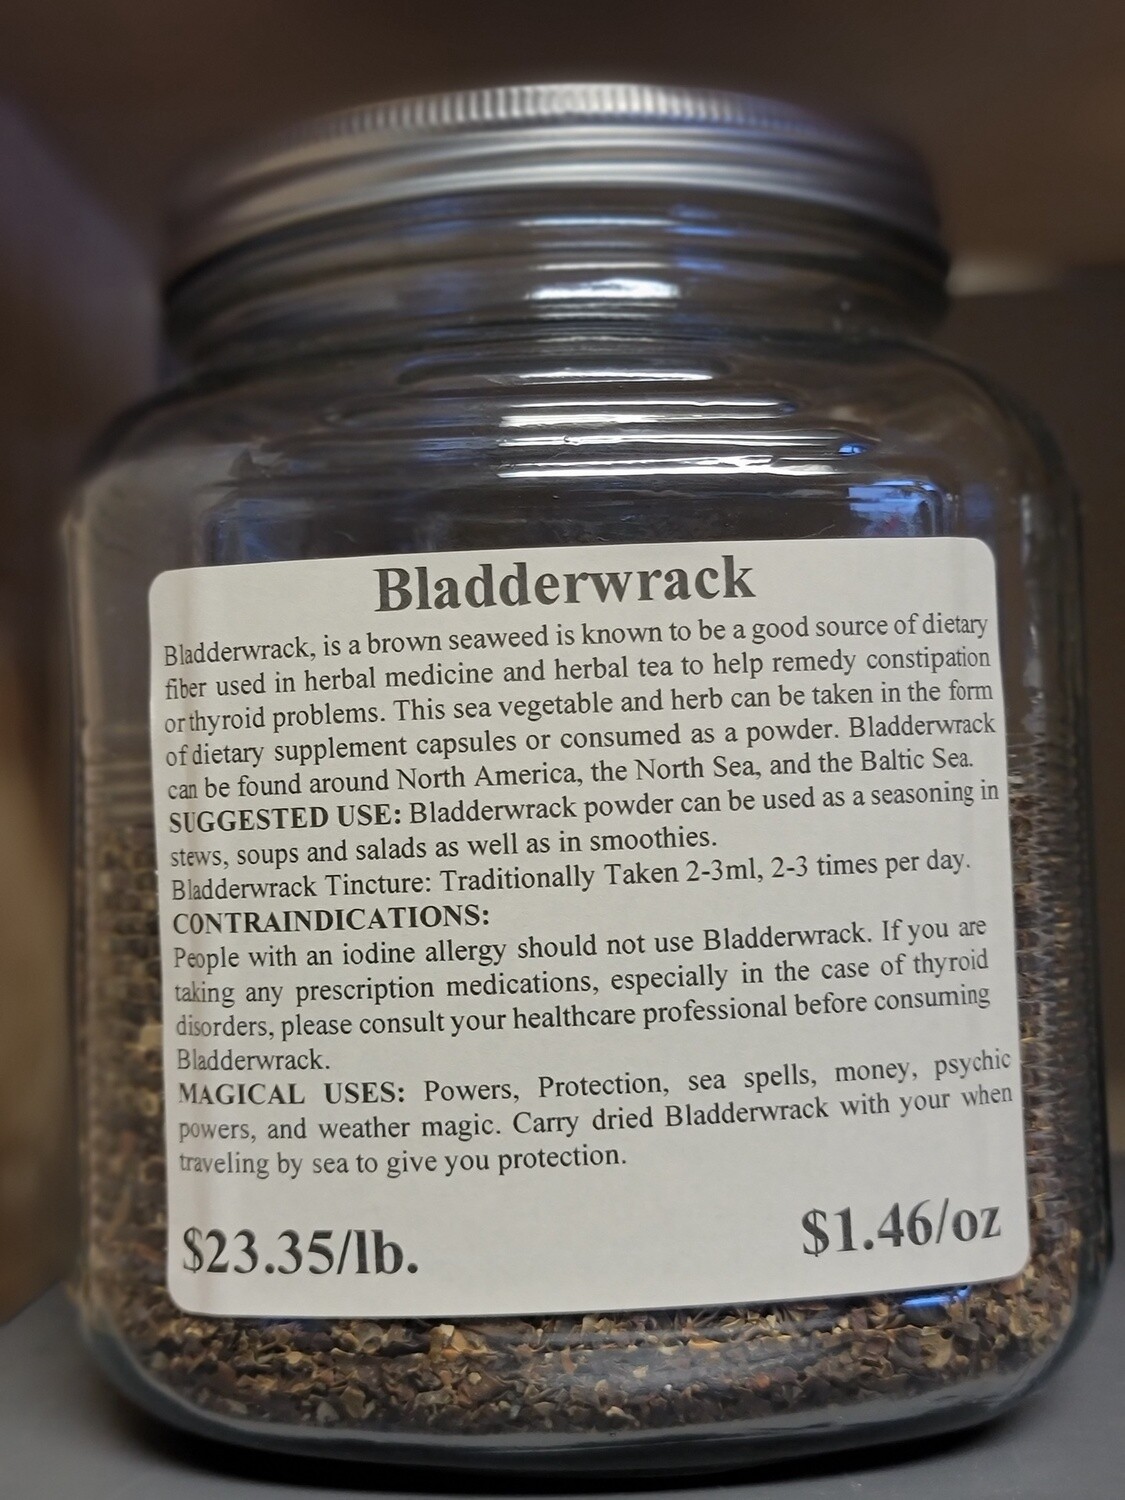 Bladderwrack
Bladderwrack, is a brown seaweed is known to be a good source of dietary
fiber used in herbal medicine and herbal tea to help remedy constipation
or thyroid problems. This sea vegetable and herb can be taken in the form
of dietary supplement capsules or consumed as a powder. Bladderwrack
can be found around North America, the North Sea, and the Baltic Sea.
SUGGESTED USE: Bladderwrack powder can be used as a seasoning in
stews, soups and salads as well as in smoothies.
Bladderwrack Tincture: Traditionally Taken 2-3ml, 2-3 times per day.
CONTRAINDICATIONS:
People with an iodine allergy should not use Bladderwrack. If you are
taking any prescription medications, especially in the case of thyroid
disorders, please consult your healthcare professional before consuming
Bladderwrack.
MAGICAL USES: Powers, Protection, sea spells, money, psychic
powers, and weather magic. Carry dried Bladderwrack with your when
traveling by sea to give you protection.
$23.35/lb. $1.46/oz